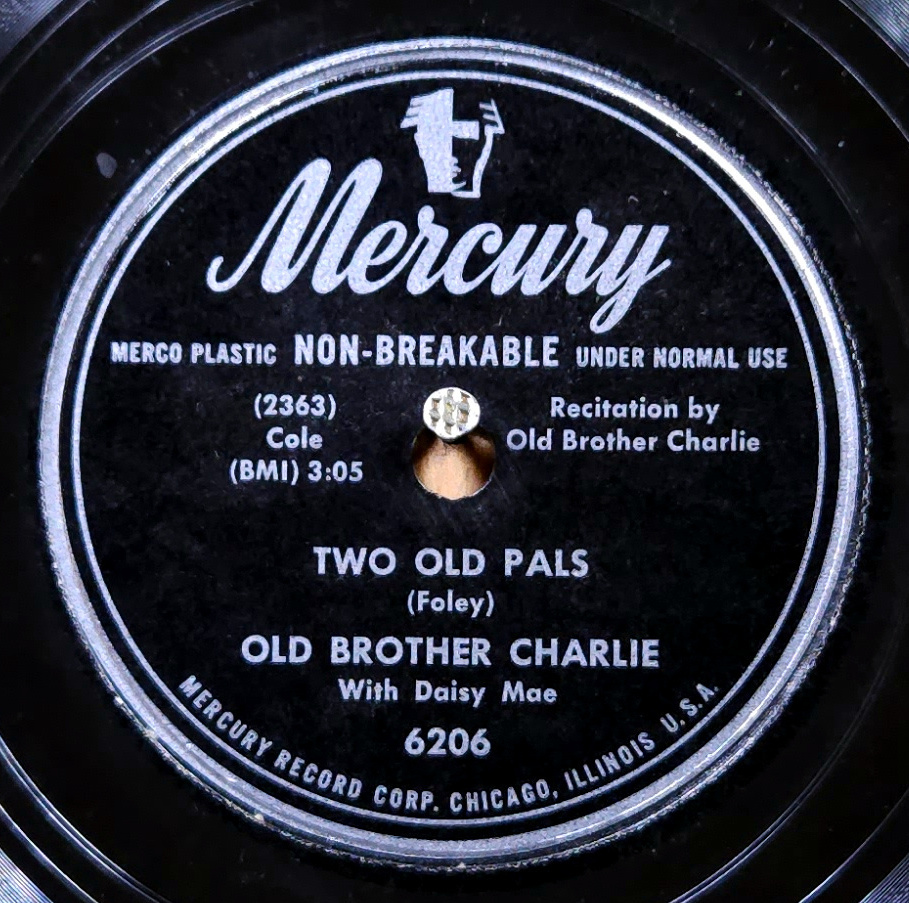 Mercury
MERCO PLASTIC NON-BREAKABLE UNDER NORMAL USE
(2363)
Cole
(BMI) 3:05
Recitation by
Old Brother Charlie
TWO OLD PALS
(Foley)
OLD BROTHER CHARLIE
With Daisy Mae
6206
MERCURY RECORD CORP. CHICAGO, ILLINOIS U.S.A.